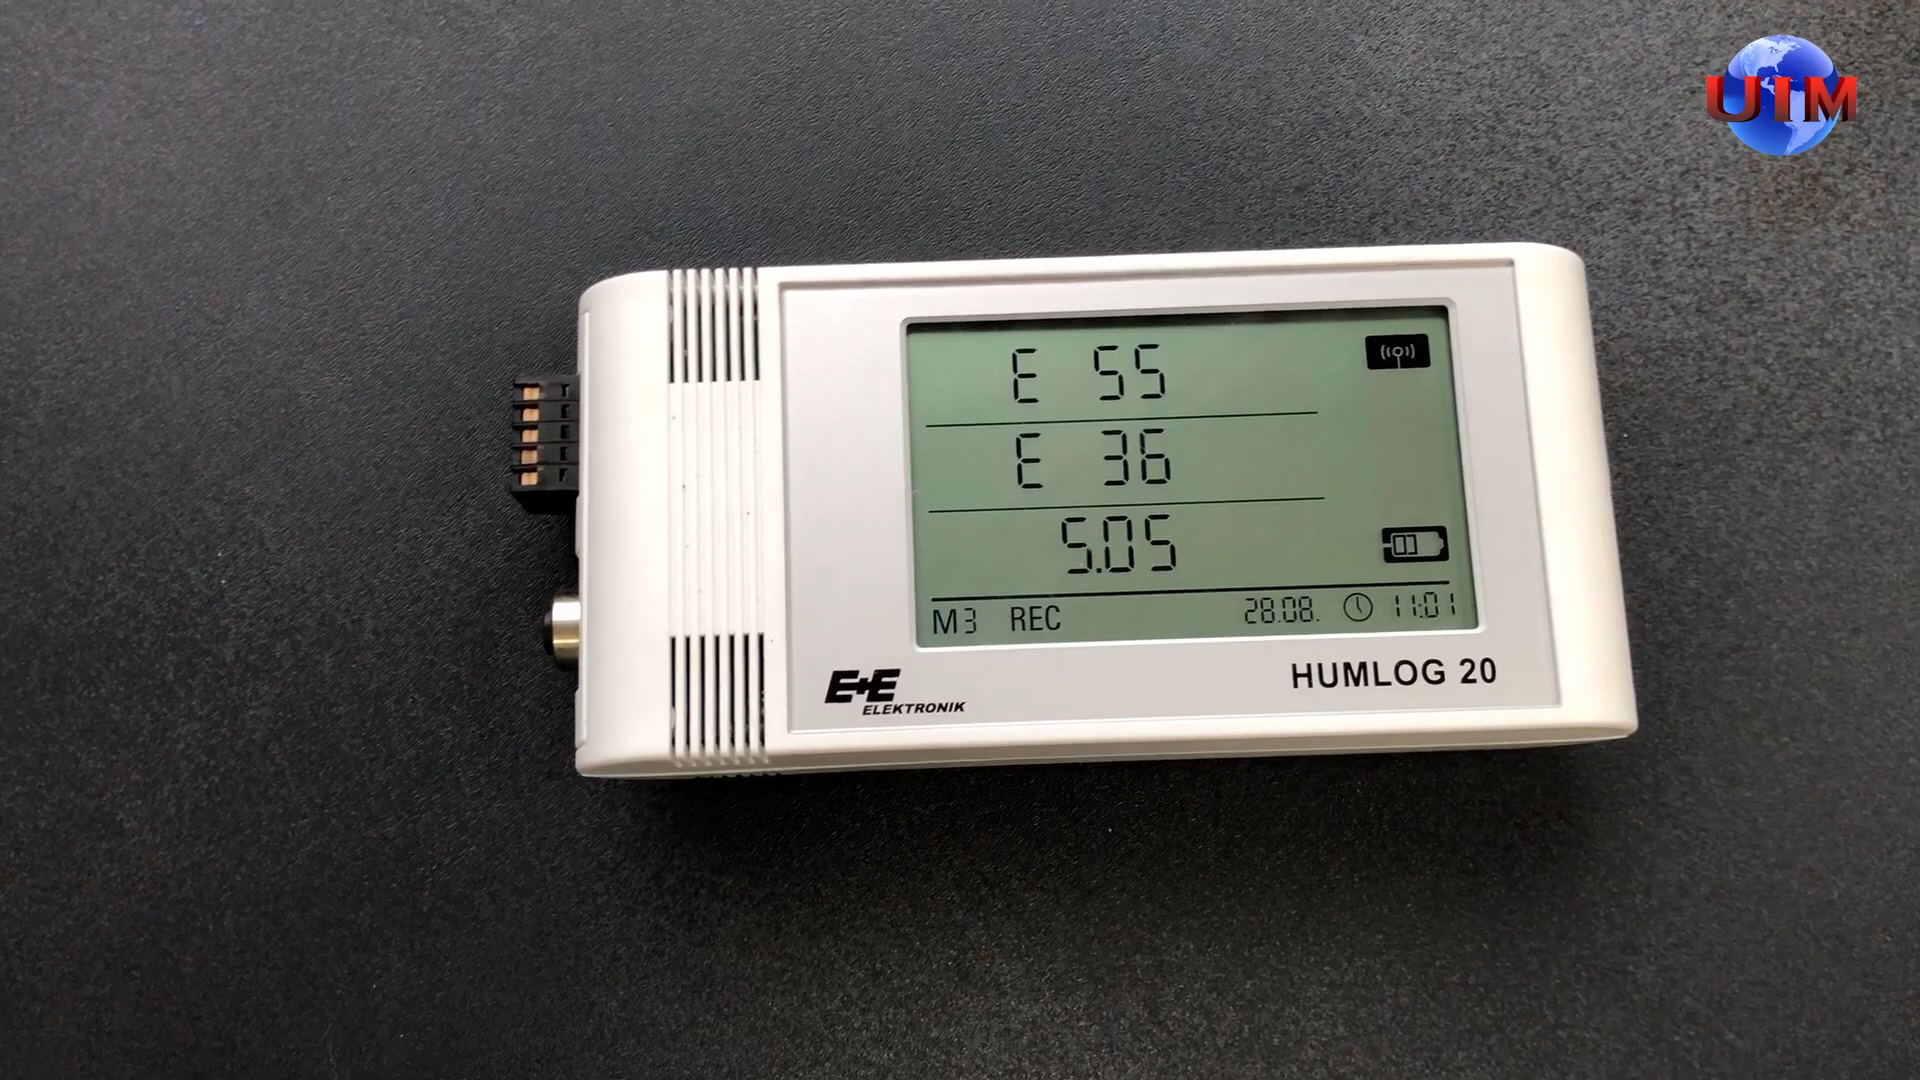 UIM
E 55
E 36
5.05
M3 REC 28.08. 11:01
E+E
ELEKTRONIK
HUMLOG 20